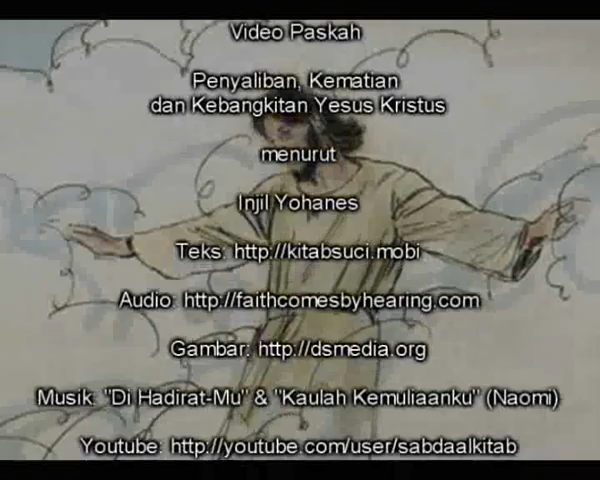 Video Paskah
Penyaliban, Kematian
dan Kebangkitan Yesus Kristus
menurut
Injil Yohanes
Teks: http://kitabsuci.mobi
Audio: http://faithcomesbyhearing.com
Gambar: http://dsmedia.org
Musik: "Di Hadirat-Mu" & "Kaulah Kemuliaanku" (Naomi)
Youtube: http://youtube.com/user/sabdaalkitab